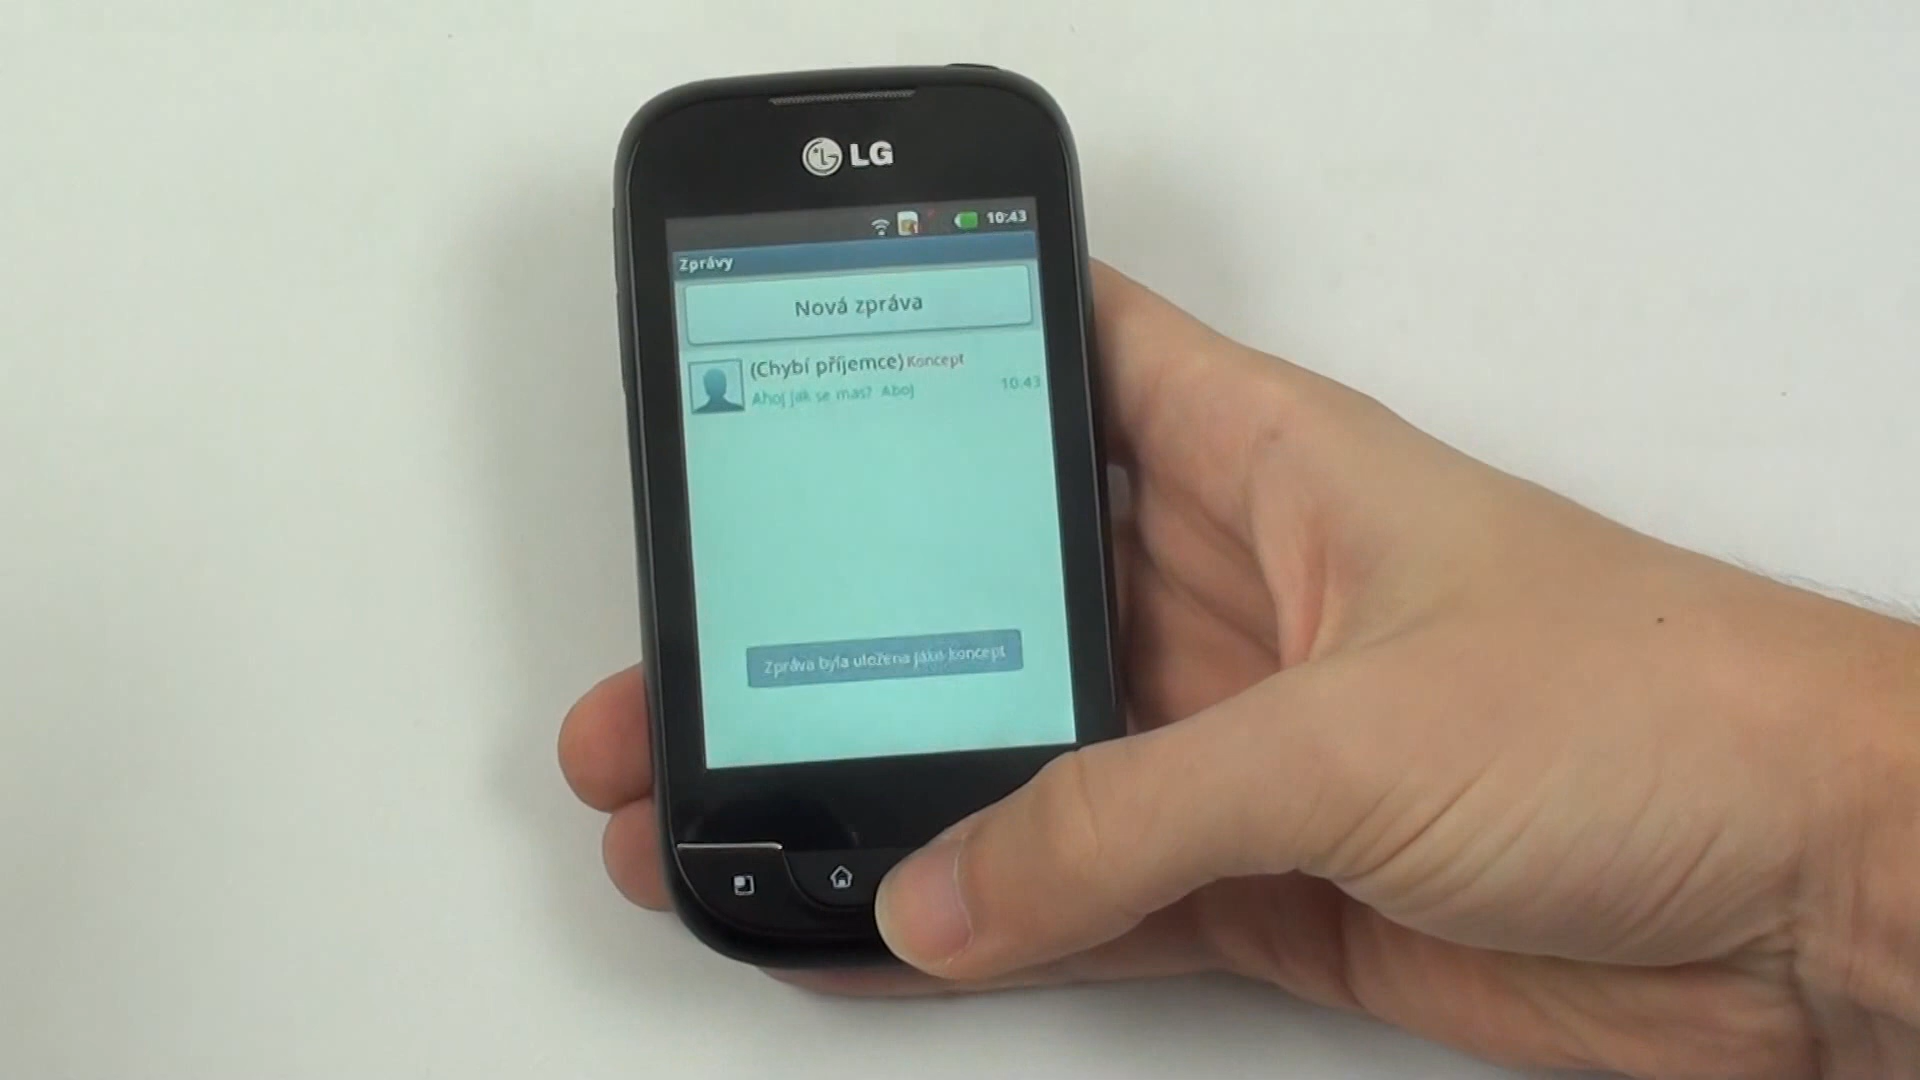 LG
10:43
Zprávy
Nová zpráva
(Chybí příjemce) Koncept
Ahoj jak se mas? Aboj 10:43
Zpráva byla uložena jako koncept